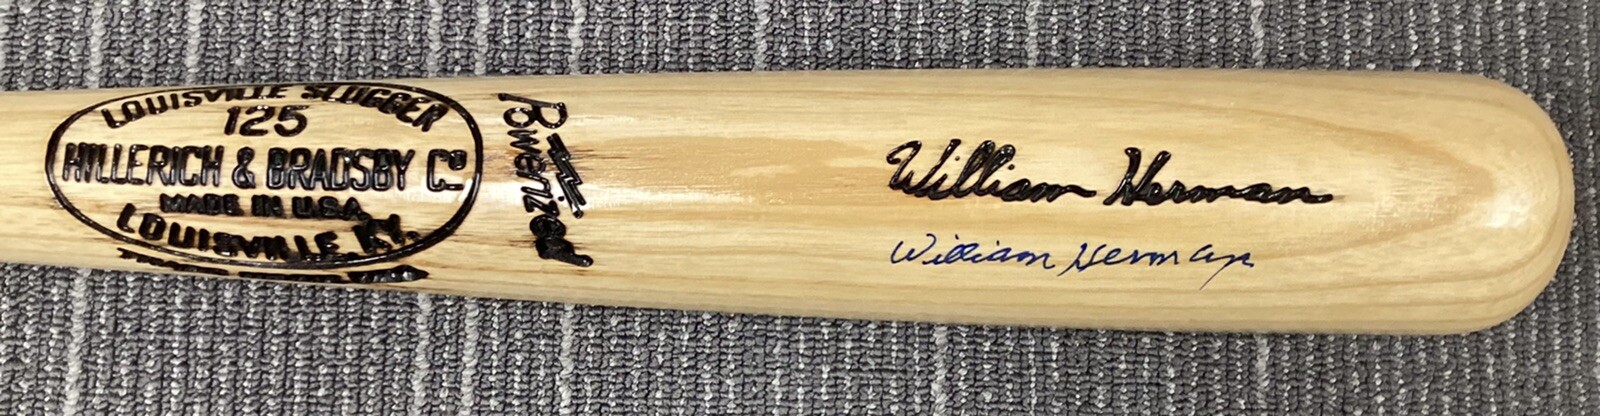 LOUISVILLE SLUGGER
125
HILLERICH & BRADSBY Co
MADE IN U.S.A.
LOUISVILLE, KY.
Powerized
William Herman
William Herman